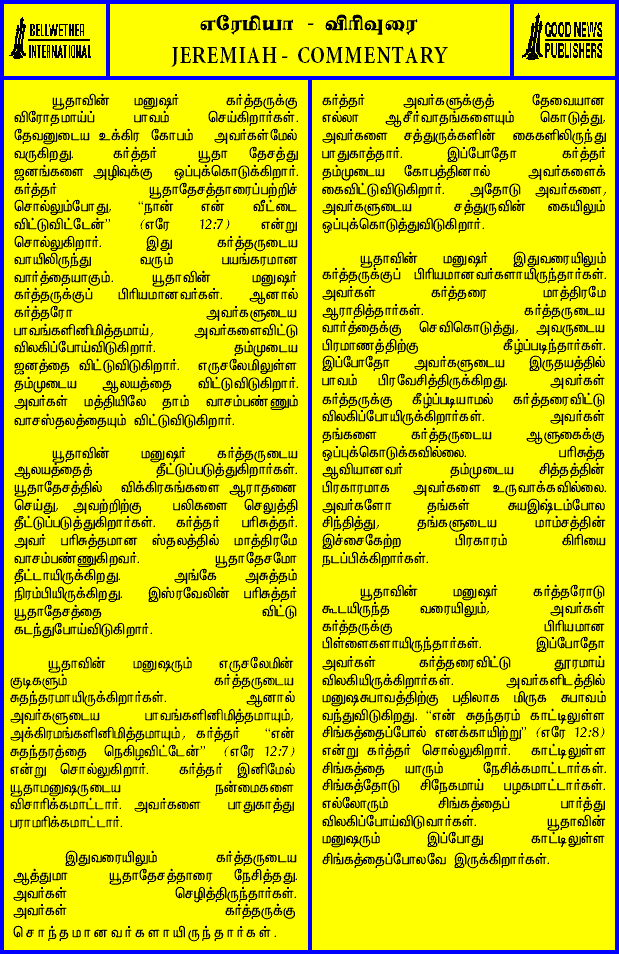 BELLWETHER
INTERNATIONAL
எரேமியா - விரிவுரை
JEREMIAH - COMMENTARY
GOOD NEWS
PUBLISHERS
யூதாவின் மனுஷர் கர்த்தருக்கு
விரோதமாய்ப் பாவம் செய்கிறார்கள்.
தேவனுடைய உக்கிர கோபம் அவர்கள்மேல்
வருகிறது. கர்த்தர் யூதா தேசத்து
ஜனங்களை அழிவுக்கு ஒப்புக்கொடுக்கிறார்.
கர்த்தர் யூதாதேசத்தாரைப்பற்றிச்
சொல்லும்போது, “நான் என் வீட்டை
விட்டுவிட்டேன்” (எரே 12:7) என்று
சொல்லுகிறார். இது கர்த்தருடைய
வாயிலிருந்து வரும் பயங்கரமான
வார்த்தையாகும். யூதாவின் மனுஷர்
கர்த்தருக்குப் பிரியமானவர்கள். ஆனால்
கர்த்தரோ அவர்களுடைய
பாவங்களினிமித்தமாய், அவர்களைவிட்டு
விலகிப்போய்விடுகிறார். தம்முடைய
ஜனத்தை விட்டுவிடுகிறார். எருசலேமிலுள்ள
தம்முடைய ஆலயத்தை விட்டுவிடுகிறார்.
அவர்கள் மத்தியிலே தாம் வாசம்பண்ணும்
வாசஸ்தலத்தையும் விட்டுவிடுகிறார்.
யூதாவின் மனுஷர் கர்த்தருடைய
ஆலயத்தைத் தீட்டுப்படுத்துகிறார்கள்.
யூதாதேசத்தில் விக்கிரகங்களை ஆராதனை
செய்து, அவற்றிற்கு பலிகளை செலுத்தி
தீட்டுப்படுத்துகிறார்கள். கர்த்தர் பரிசுத்தர்.
அவர் பரிசுத்தமான ஸ்தலத்தில் மாத்திரமே
வாசம்பண்ணுகிறவர். யூதாதேசமோ
தீட்டாயிருக்கிறது. அங்கே அசுத்தம்
நிரம்பியிருக்கிறது. இஸ்ரவேலின் பரிசுத்தர்
யூதாதேசத்தை விட்டு
கடந்துபோய்விடுகிறார்.
யூதாவின் மனுஷரும் எருசலேமின்
குடிகளும் கர்த்தருடைய
சுதந்தரமாயிருக்கிறார்கள். ஆனால்
அவர்களுடைய பாவங்களினிமித்தமாயும்,
அக்கிரமங்களினிமித்தமாயும், கர்த்தர் “என்
சுதந்தரத்தை நெகிழவிட்டேன்” (எரே 12:7)
என்று சொல்லுகிறார். கர்த்தர் இனிமேல்
யூதாமனுஷருடைய நன்மைகளை
விசாரிக்கமாட்டார். அவர்களை பாதுகாத்து
பராமரிக்கமாட்டார்.
இதுவரையிலும் கர்த்தருடைய
ஆத்துமா யூதாதேசத்தாரை நேசித்தது.
அவர்கள் செழித்திருந்தார்கள்.
அவர்கள் கர்த்தருக்கு
சொந்தமானவர்களாயிருந்தார்கள்.
கர்த்தர் அவர்களுக்குத் தேவையான
எல்லா ஆசீர்வாதங்களையும் கொடுத்து,
அவர்களை சத்துருக்களின் கைகளிலிருந்து
பாதுகாத்தார். இப்போதோ கர்த்தர்
தம்முடைய கோபத்தினால் அவர்களைக்
கைவிட்டுவிடுகிறார். அதோடு அவர்களை,
அவர்களுடைய சத்துருவின் கையிலும்
ஒப்புக்கொடுத்துவிடுகிறார்.
யூதாவின் மனுஷர் இதுவரையிலும்
கர்த்தருக்குப் பிரியமானவர்களாயிருந்தார்கள்.
அவர்கள் கர்த்தரை மாத்திரமே
ஆராதித்தார்கள். கர்த்தருடைய
வார்த்தைக்கு செவிகொடுத்து, அவருடைய
பிரமாணத்திற்கு கீழ்ப்படிந்தார்கள்.
இப்போதோ அவர்களுடைய இருதயத்தில்
பாவம் பிரவேசித்திருக்கிறது. அவர்கள்
கர்த்தருக்கு கீழ்ப்படியாமல் கர்த்தரைவிட்டு
விலகிப்போயிருக்கிறார்கள். அவர்கள்
தங்களை கர்த்தருடைய ஆளுகைக்கு
ஒப்புக்கொடுக்கவில்லை. பரிசுத்த
ஆவியானவர் தம்முடைய சித்தத்தின்
பிரகாரமாக அவர்களை உருவாக்கவில்லை.
அவர்களோ தங்கள் சுயஇஷ்டம்போல
சிந்தித்து, தங்களுடைய மாம்சத்தின்
இச்சைகேற்ற பிரகாரம் கிரியை
நடப்பிக்கிறார்கள்.
யூதாவின் மனுஷர் கர்த்தரோடு
கூடயிருந்த வரையிலும், அவர்கள்
கர்த்தருக்கு பிரியமான
பிள்ளைகளாயிருந்தார்கள். இப்போதோ
அவர்கள் கர்த்தரைவிட்டு தூரமாய்
விலகியிருக்கிறார்கள். அவர்களிடத்தில்
மனுஷசுபாவத்திற்கு பதிலாக மிருக சுபாவம்
வந்துவிடுகிறது. “என் சுதந்தரம் காட்டிலுள்ள
சிங்கத்தைப்போல் எனக்காயிற்று” (எரே 12:8)
என்று கர்த்தர் சொல்லுகிறார். காட்டிலுள்ள
சிங்கத்தை யாரும் நேசிக்கமாட்டார்கள்.
சிங்கத்தோடு சிநேகமாய் பழகமாட்டார்கள்.
எல்லோரும் சிங்கத்தைப் பார்த்து
விலகிப்போய்விடுவார்கள். யூதாவின்
மனுஷரும் இப்போது காட்டிலுள்ள
சிங்கத்தைப்போலவே இருக்கிறார்கள்.